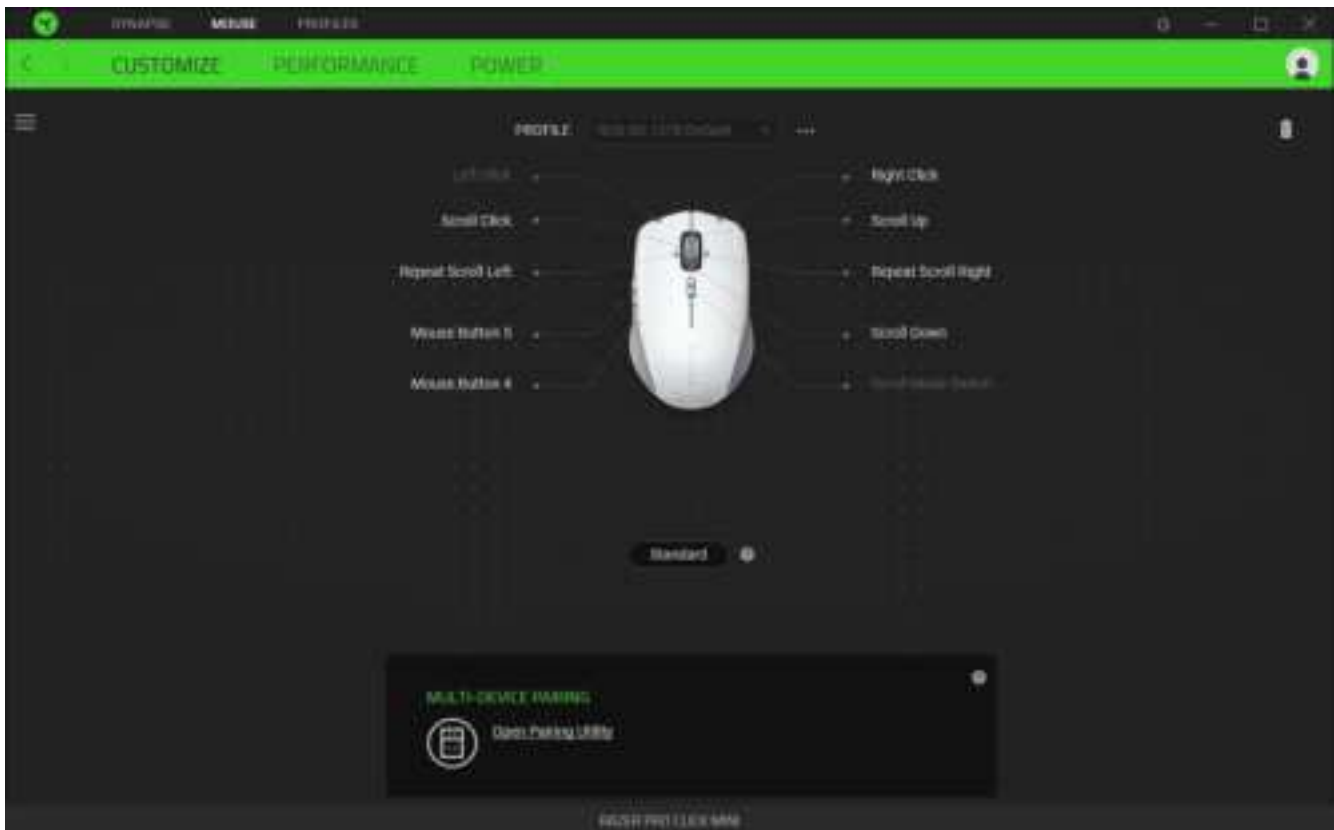 SYNAPSE MOUSE PROFILES
CUSTOMIZE PERFORMANCE POWER
PROFILE
Left Click
Right Click
Scroll Click
Scroll Up
Repeat Scroll Left
Repeat Scroll Right
Mouse Button 5
Scroll Down
Mouse Button 4
Standard
MULTI-DEVICE PAIRING
Open Pairing Utility
RAZER PRO CLICK MINI